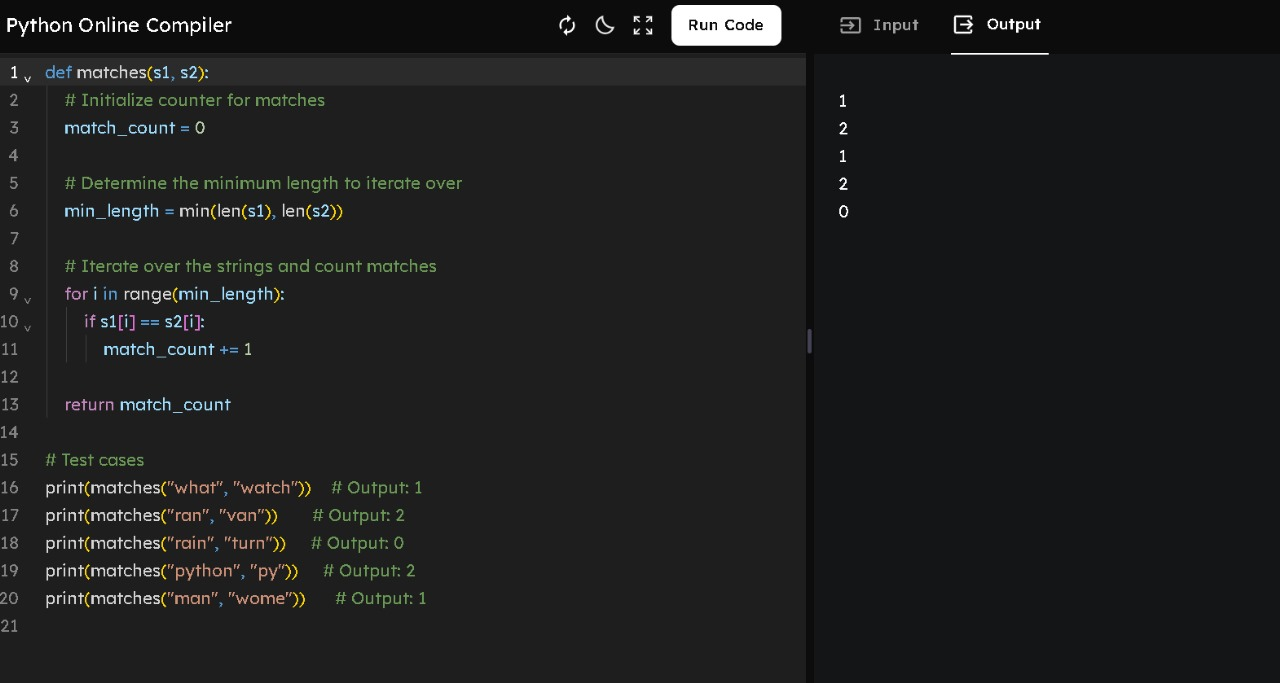 Python Online Compiler
Run Code
Input
Output
1 def matches(s1, s2):
2     # Initialize counter for matches
3     match_count = 0
4
5     # Determine the minimum length to iterate over
6     min_length = min(len(s1), len(s2))
7
8     # Iterate over the strings and count matches
9     for i in range(min_length):
10         if s1[i] == s2[i]:
11             match_count += 1
12
13     return match_count
14
15 # Test cases
16 print(matches("what", "watch"))  # Output: 1
17 print(matches("ran", "van"))    # Output: 2
18 print(matches("rain", "turn"))   # Output: 0
19 print(matches("python", "py"))   # Output: 2
20 print(matches("man", "wome"))    # Output: 1
21
1
2
1
2
0